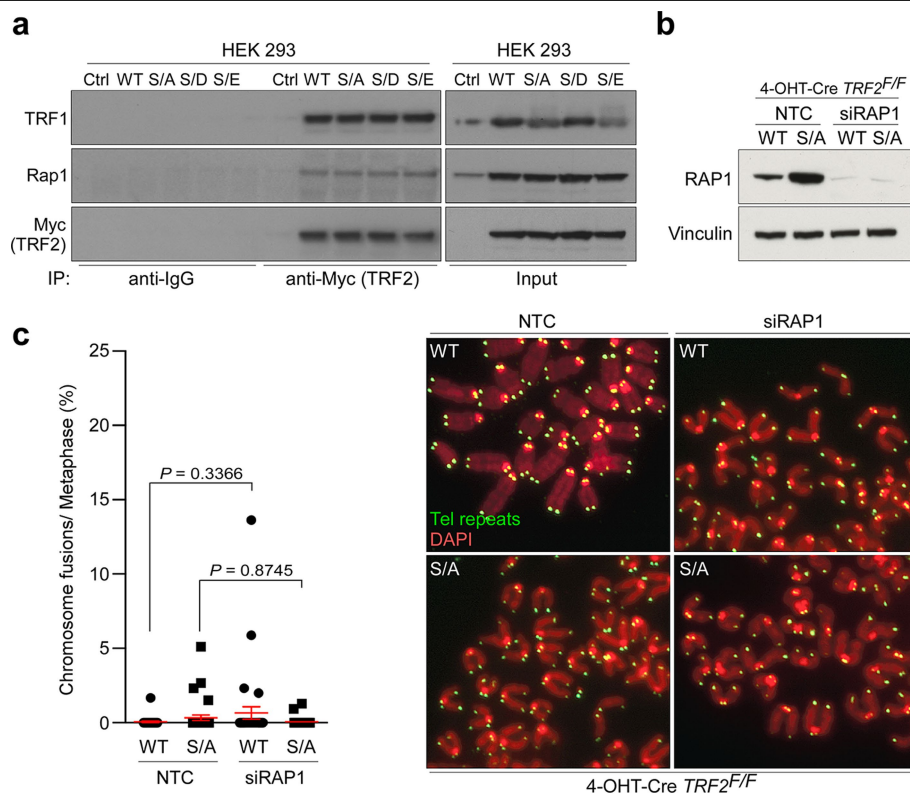 a
HEK 293
HEK 293
Ctrl WT S/A S/D S/E Ctrl WT S/A S/D S/E Ctrl WT S/A S/D S/E
TRF1
Rap1
Myc
(TRF2)
IP: anti-IgG anti-Myc (TRF2) Input
b
4-OHT-Cre TRF2F/F
NTC siRAP1
WT S/A WT S/A
RAP1
Vinculin
c
Chromosome fusions/ Metaphase (%)
25
20
15
10
5
0
P = 0.3366
P = 0.8745
WT S/A WT S/A
NTC siRAP1
NTC siRAP1
WT
WT
Tel repeats
DAPI
S/A
S/A
4-OHT-Cre TRF2F/F